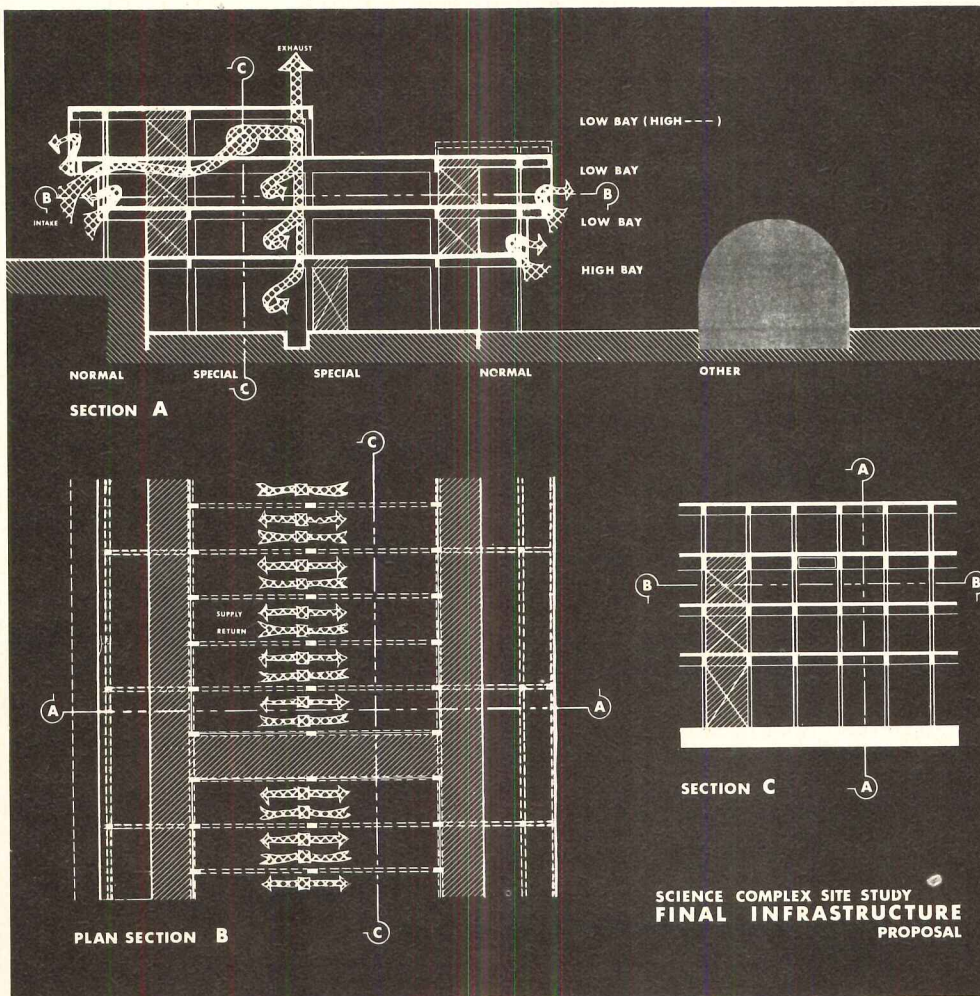 EXHAUST
C
LOW BAY (HIGH ---)
LOW BAY
B
B
INTAKE
LOW BAY
HIGH BAY
NORMAL
SPECIAL
SPECIAL
NORMAL
OTHER
C
SECTION A
C
A
B
B
SUPPLY
RETURN
A
A
SECTION C
A
SCIENCE COMPLEX SITE STUDY
FINAL INFRASTRUCTURE
PROPOSAL
PLAN SECTION B
C